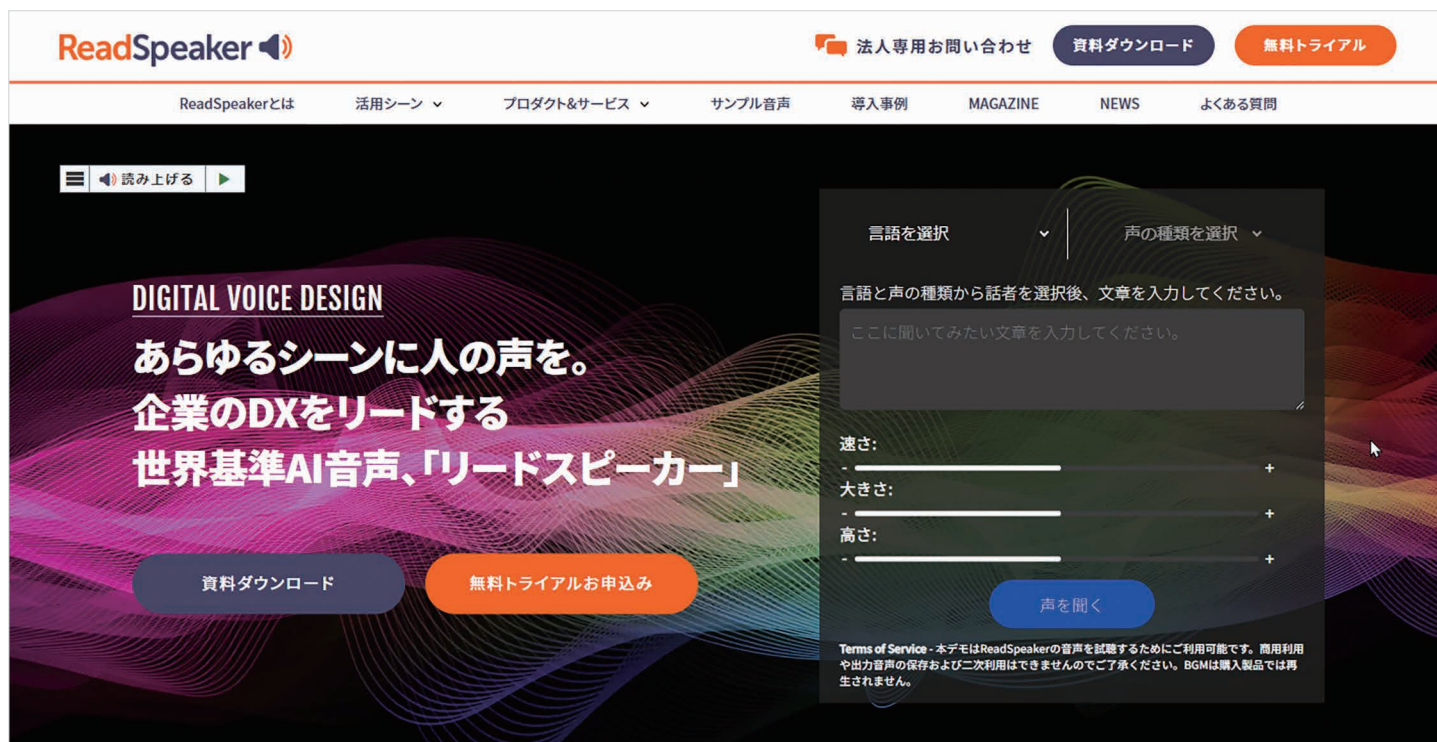 ReadSpeaker
法人専用お問い合わせ
資料ダウンロード
無料トライアル
ReadSpeakerとは
活用シーン
プロダクト&サービス
サンプル音声
導入事例
MAGAZINE
NEWS
よくある質問
読み上げる
DIGITAL VOICE DESIGN
あらゆるシーンに人の声を。
企業のDXをリードする
世界基準AI音声、「リードスピーカー」
資料ダウンロード
無料トライアルお申込み
言語を選択
声の種類を選択
言語と声の種類から話者を選択後、文章を入力してください。
ここに聞いてみたい文章を入力してください。
速さ:
- +
大きさ:
- +
高さ:
- +
声を聞く
Terms of Service - 本デモはReadSpeakerの音声を試聴するためにご利用可能です。商用利用
や出力音声の保存および二次利用はできませんのでご了承ください。BGMは購入製品では再
生されません。